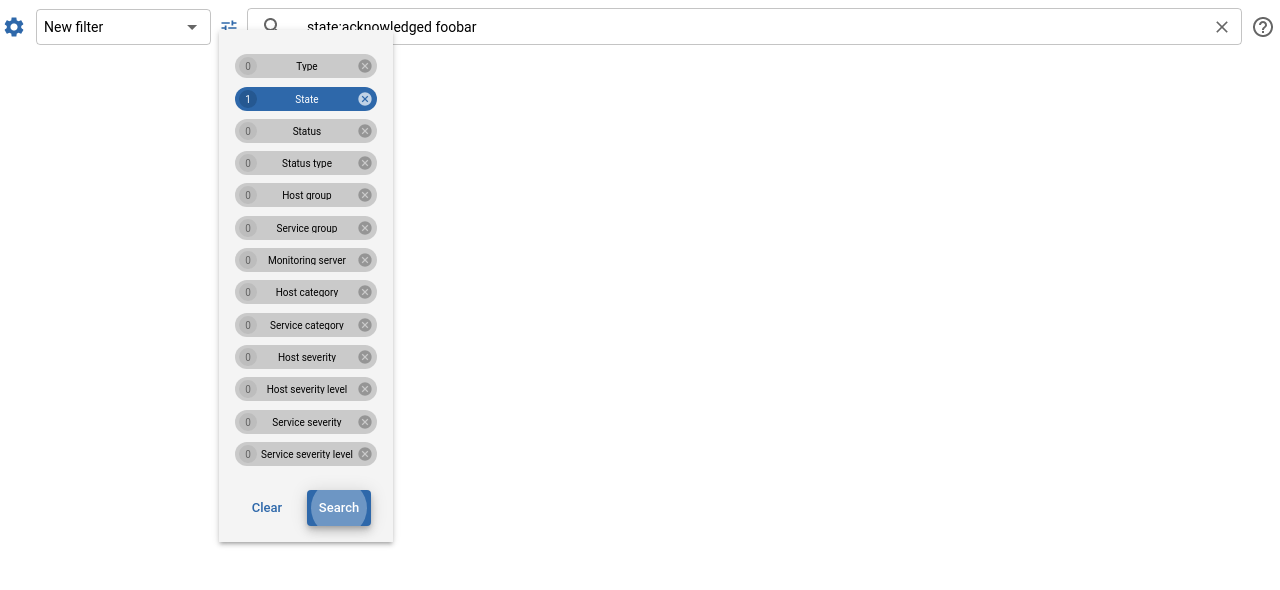 New filter
state:acknowledged foobar
0 Type
1 State
0 Status
0 Status type
0 Host group
0 Service group
0 Monitoring server
0 Host category
0 Service category
0 Host severity
0 Host severity level
0 Service severity
0 Service severity level
Clear Search